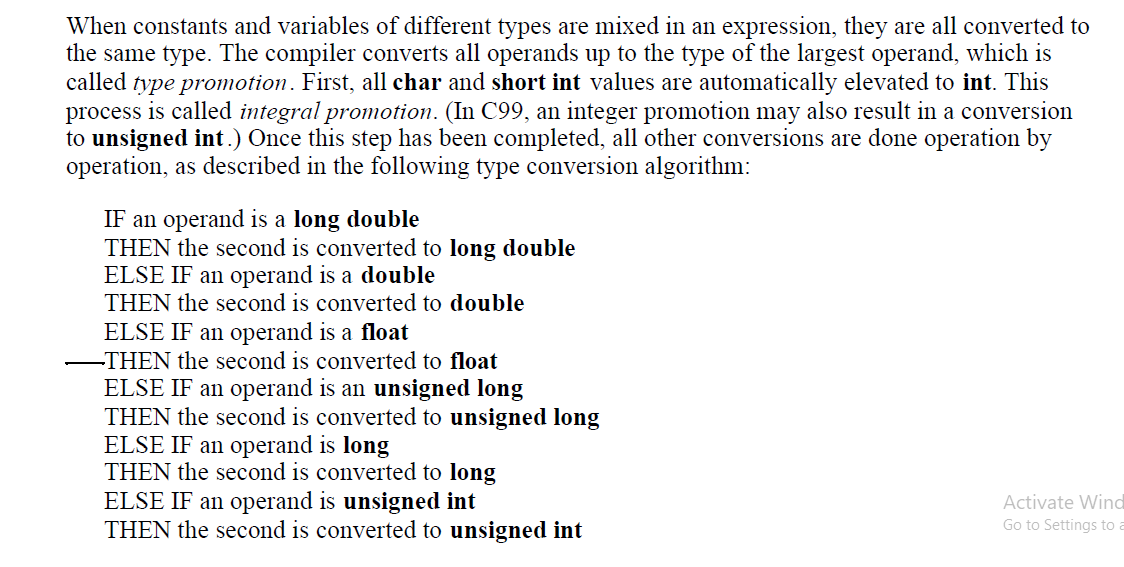 When constants and variables of different types are mixed in an expression, they are all converted to
the same type. The compiler converts all operands up to the type of the largest operand, which is
called type promotion. First, all char and short int values are automatically elevated to int. This
process is called integral promotion. (In C99, an integer promotion may also result in a conversion
to unsigned int.) Once this step has been completed, all other conversions are done operation by
operation, as described in the following type conversion algorithm:
IF an operand is a long double
THEN the second is converted to long double
ELSE IF an operand is a double
THEN the second is converted to double
ELSE IF an operand is a float
THEN the second is converted to float
ELSE IF an operand is an unsigned long
THEN the second is converted to unsigned long
ELSE IF an operand is long
THEN the second is converted to long
ELSE IF an operand is unsigned int
THEN the second is converted to unsigned int
Activate Wind
Go to Settings to a